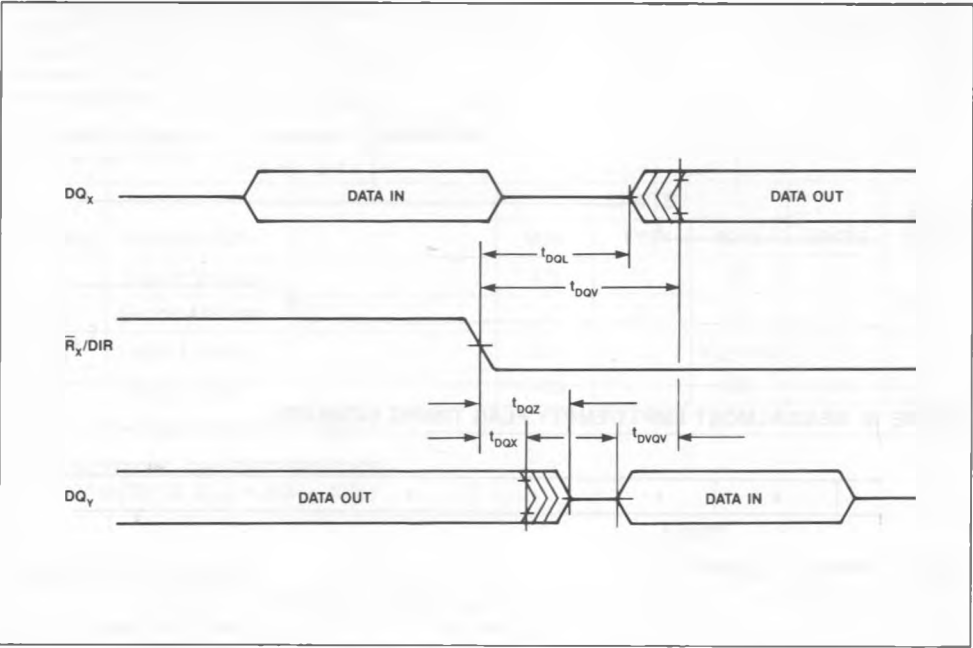 DQX DATA IN DATA OUT
tDQL
tDQV
R̅X/DIR
tDQZ
tDQX tDVQV
DQY DATA OUT DATA IN